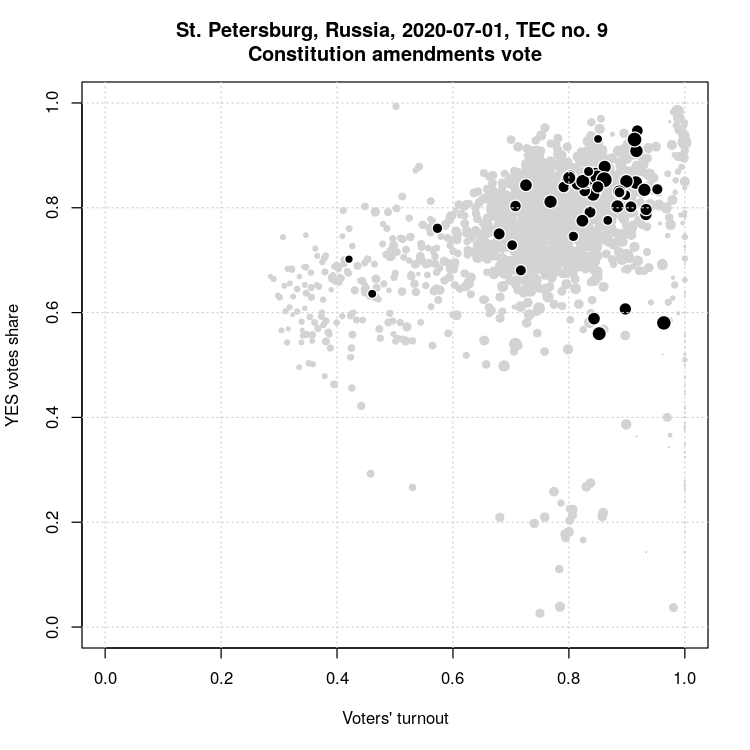 St. Petersburg, Russia, 2020-07-01, TEC no. 9
Constitution amendments vote
YES votes share
1.0
0.8
0.6
0.4
0.2
0.0
0.0 0.2 0.4 0.6 0.8 1.0
Voters' turnout